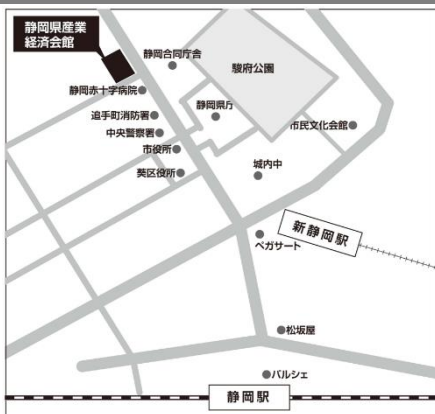 静岡県産業
経済会館
静岡合同庁舎
駿府公園
静岡赤十字病院
静岡県庁
追手町消防署
中央警察署
市民文化会館
市役所
葵区役所
城内中
新静岡駅
ペガサート
松坂屋
パルシェ
静岡駅